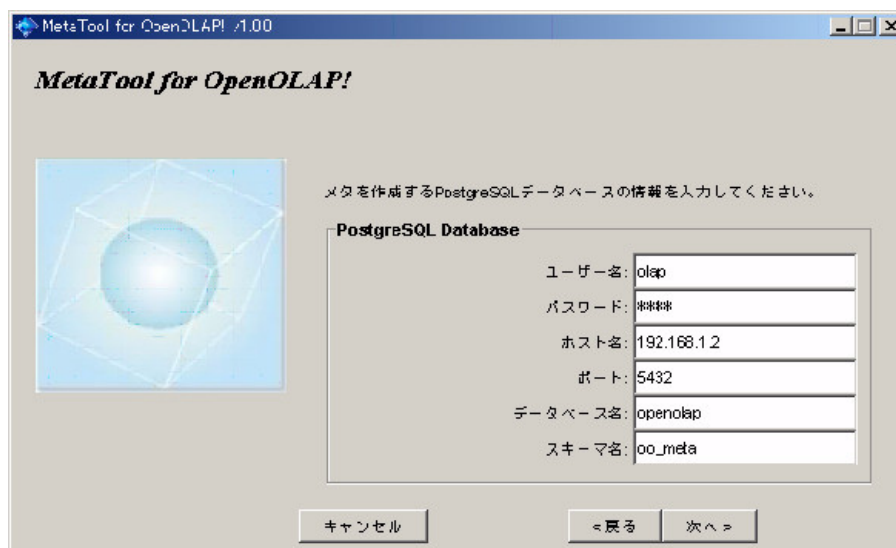 MetaTool for OpenOLAP! v1.00
MetaTool for OpenOLAP!
メタを作成するPostgreSQLデータベースの情報を入力してください。
PostgreSQL Database
ユーザー名: olap
パスワード: ****
ホスト名: 192.168.1.2
ポート: 5432
データベース名: openolap
スキーマ名: oo_meta
キャンセル
<戻る
次へ>